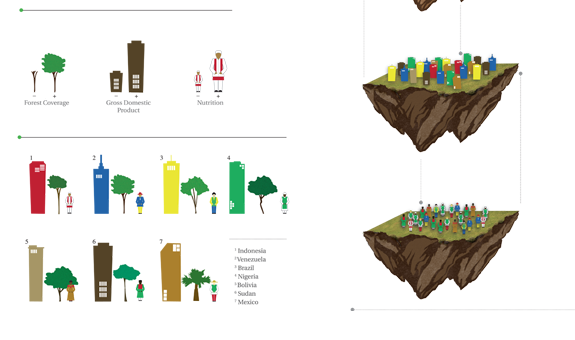 − +
Forest Coverage
− +
Gross Domestic
Product
− +
Nutrition
1
2
3
4
5
6
7
1 Indonesia
2 Venezuela
3 Brazil
4 Nigeria
5 Bolivia
6 Sudan
7 Mexico